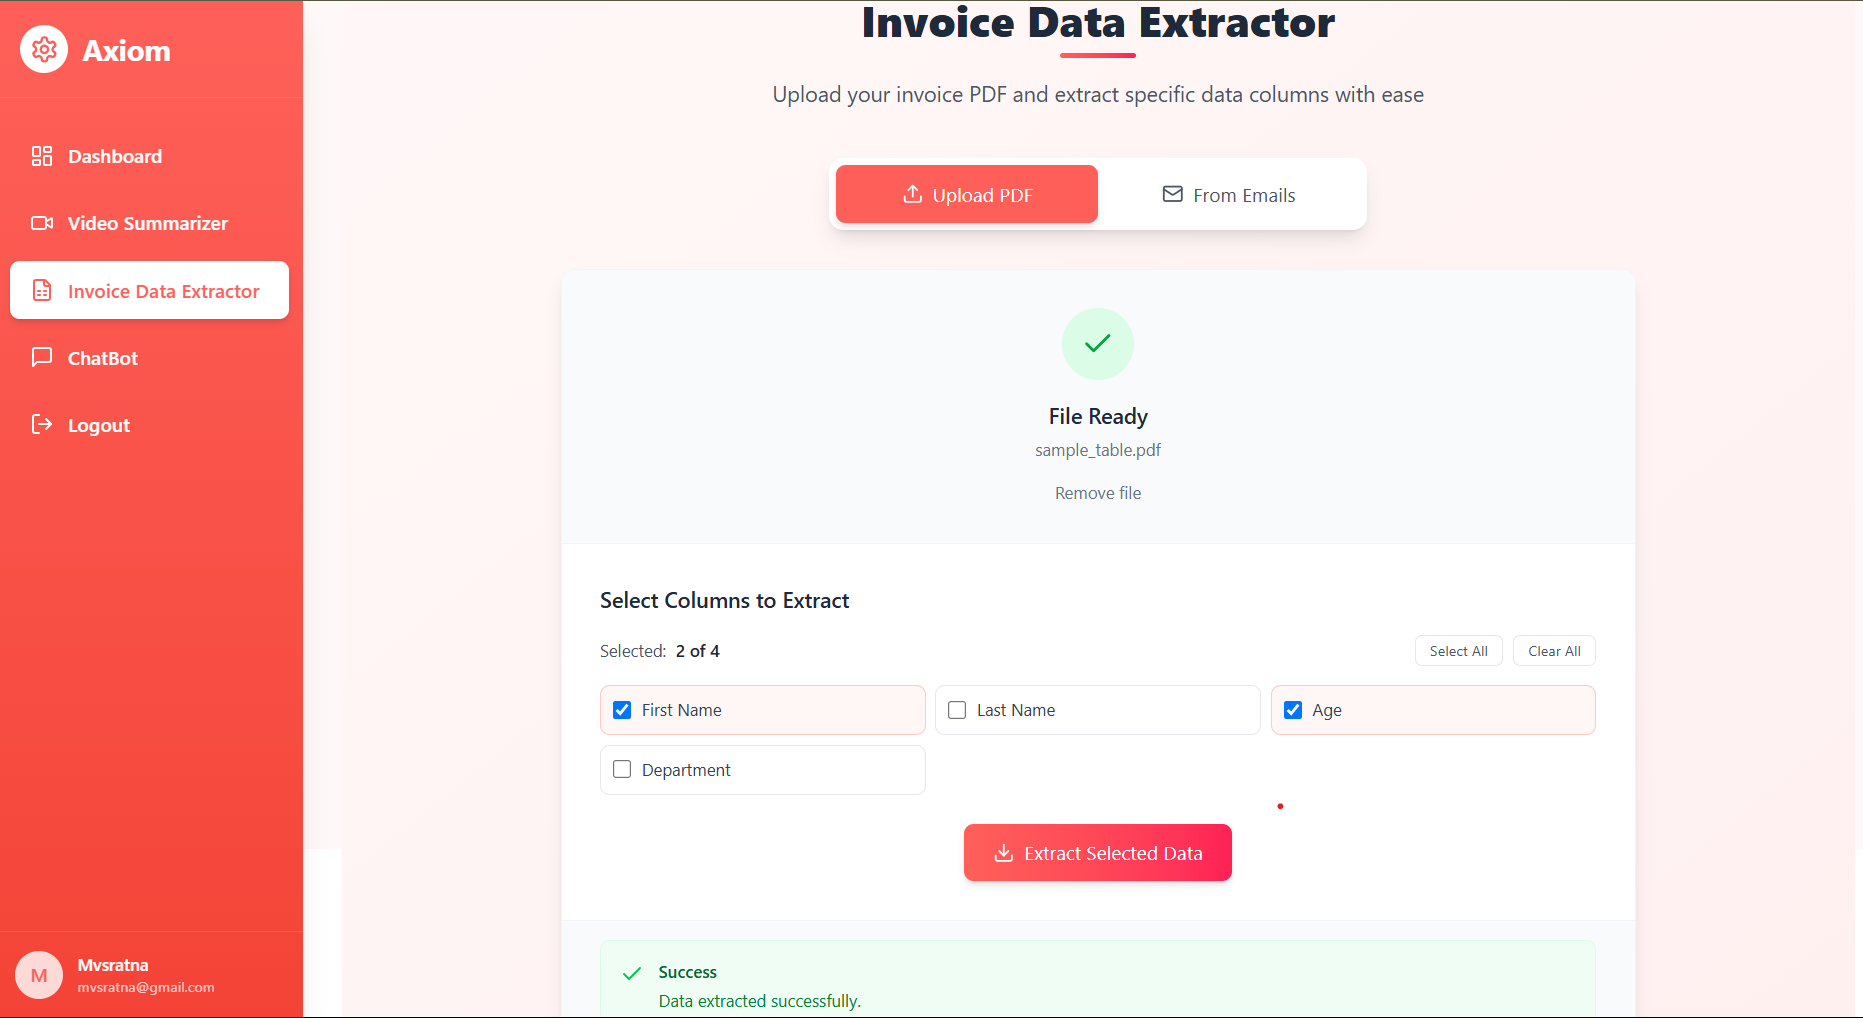 Axiom
Dashboard
Video Summarizer
Invoice Data Extractor
ChatBot
Logout
M
Mvsratna
mvsratna@gmail.com
Invoice Data Extractor
Upload your invoice PDF and extract specific data columns with ease
Upload PDF
From Emails
File Ready
sample_table.pdf
Remove file
Select Columns to Extract
Selected: 2 of 4
Select All
Clear All
First Name
Last Name
Age
Department
Extract Selected Data
Success
Data extracted successfully.